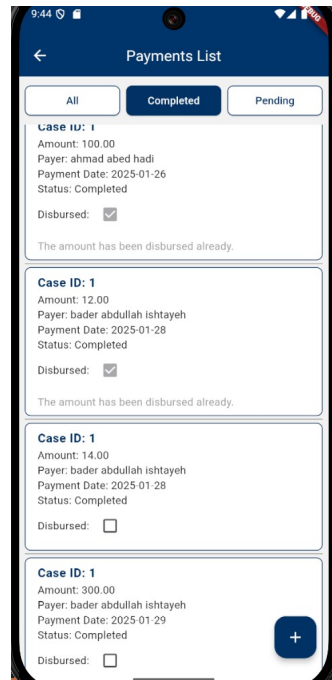 9:44
BUG
Payments List
All
Completed
Pending
Case ID: 1
Amount: 100.00
Payer: ahmad abed hadi
Payment Date: 2025-01-26
Status: Completed
Disbursed:
The amount has been disbursed already.
Case ID: 1
Amount: 12.00
Payer: bader abdullah ishtayeh
Payment Date: 2025-01-28
Status: Completed
Disbursed:
The amount has been disbursed already.
Case ID: 1
Amount: 14.00
Payer: bader abdullah ishtayeh
Payment Date: 2025-01-28
Status: Completed
Disbursed:
Case ID: 1
Amount: 300.00
Payer: bader abdullah ishtayeh
Payment Date: 2025-01-29
Status: Completed
Disbursed:
+